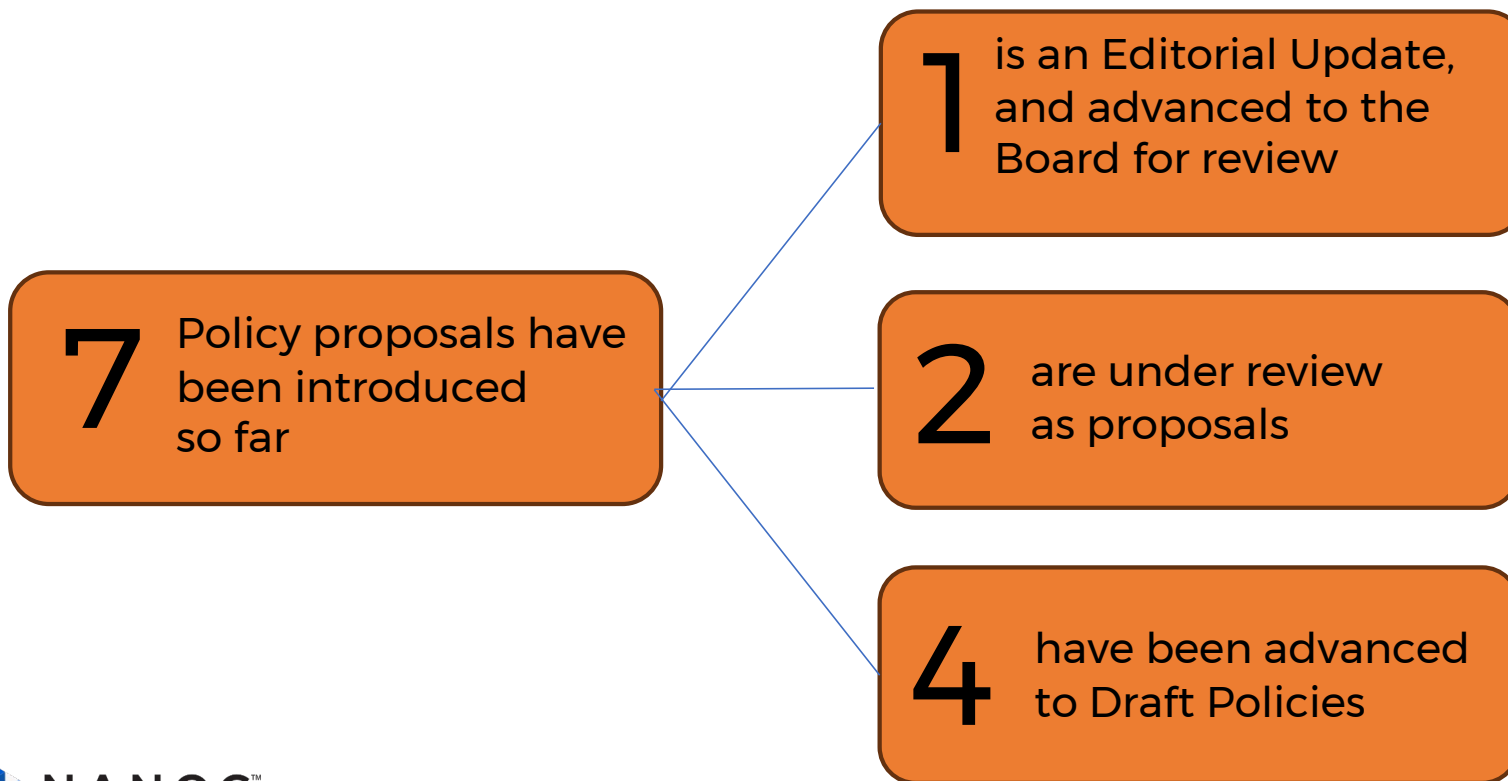 7
Policy proposals have
been introduced
so far
1
is an Editorial Update,
and advanced to the
Board for review
2
are under review
as proposals
4
have been advanced
to Draft Policies
NANOG™